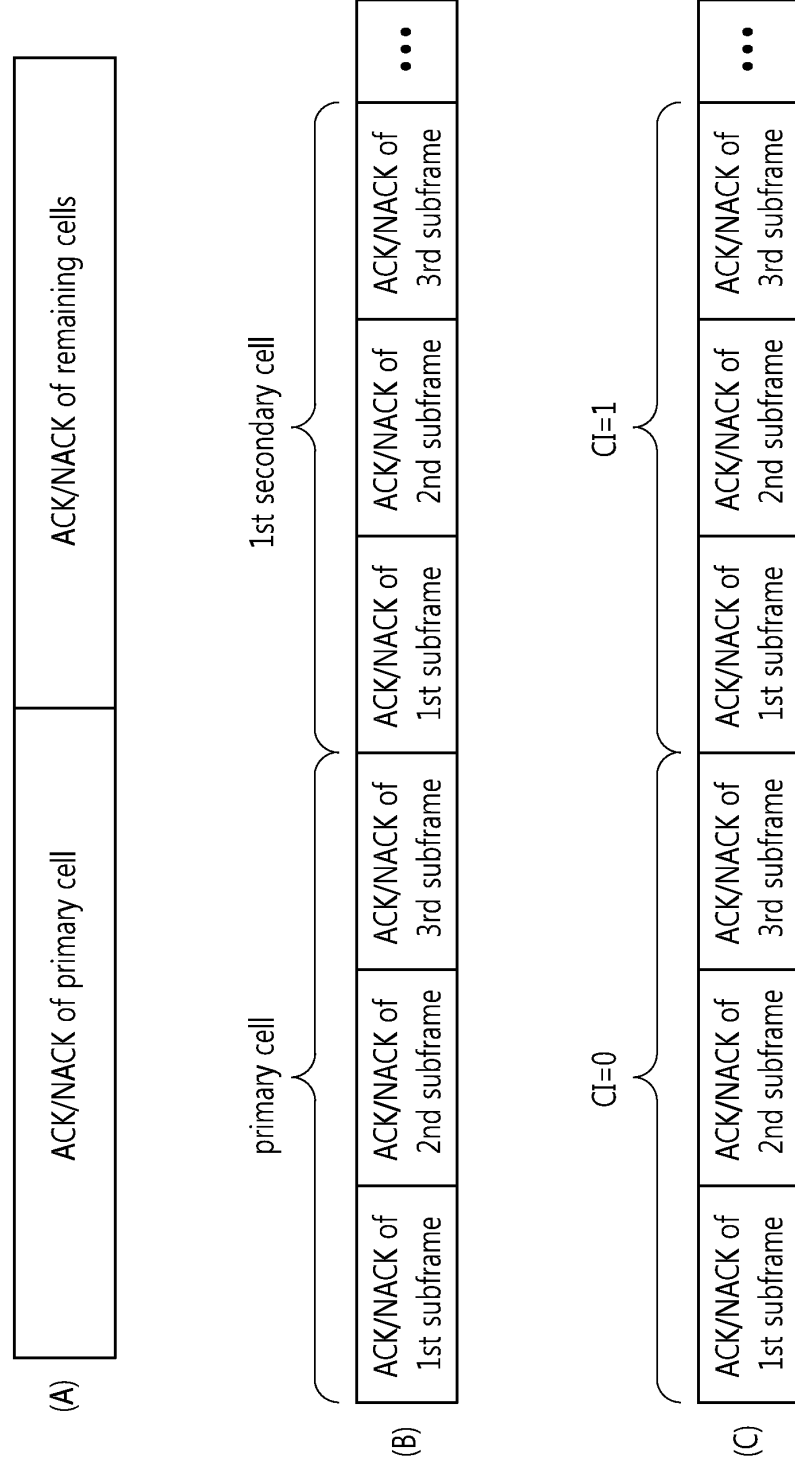 (A)
ACK/NACK of primary cell
ACK/NACK of remaining cells
(B)
primary cell
1st secondary cell
ACK/NACK of
1st subframe
ACK/NACK of
2nd subframe
ACK/NACK of
3rd subframe
ACK/NACK of
1st subframe
ACK/NACK of
2nd subframe
ACK/NACK of
3rd subframe
•••
(C)
CI=0
CI=1
ACK/NACK of
1st subframe
ACK/NACK of
2nd subframe
ACK/NACK of
3rd subframe
ACK/NACK of
1st subframe
ACK/NACK of
2nd subframe
ACK/NACK of
3rd subframe
•••